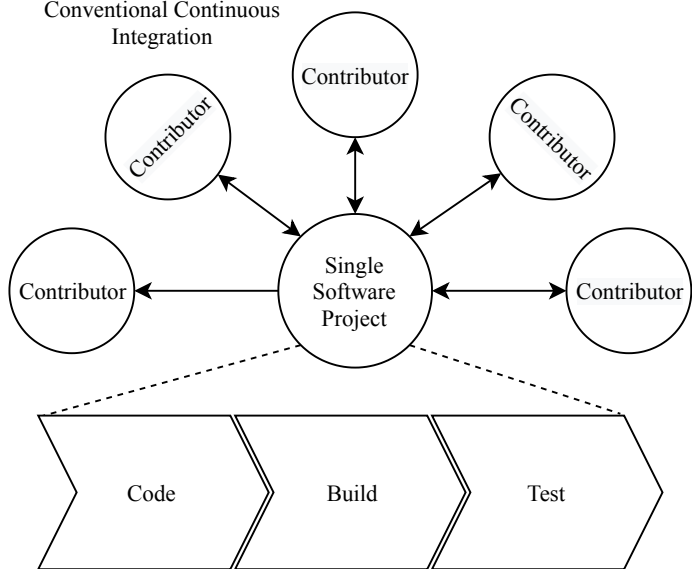 Conventional Continuous
Integration
Contributor
Contributor
Contributor
Contributor
Single
Software
Project
Contributor
Code
Build
Test